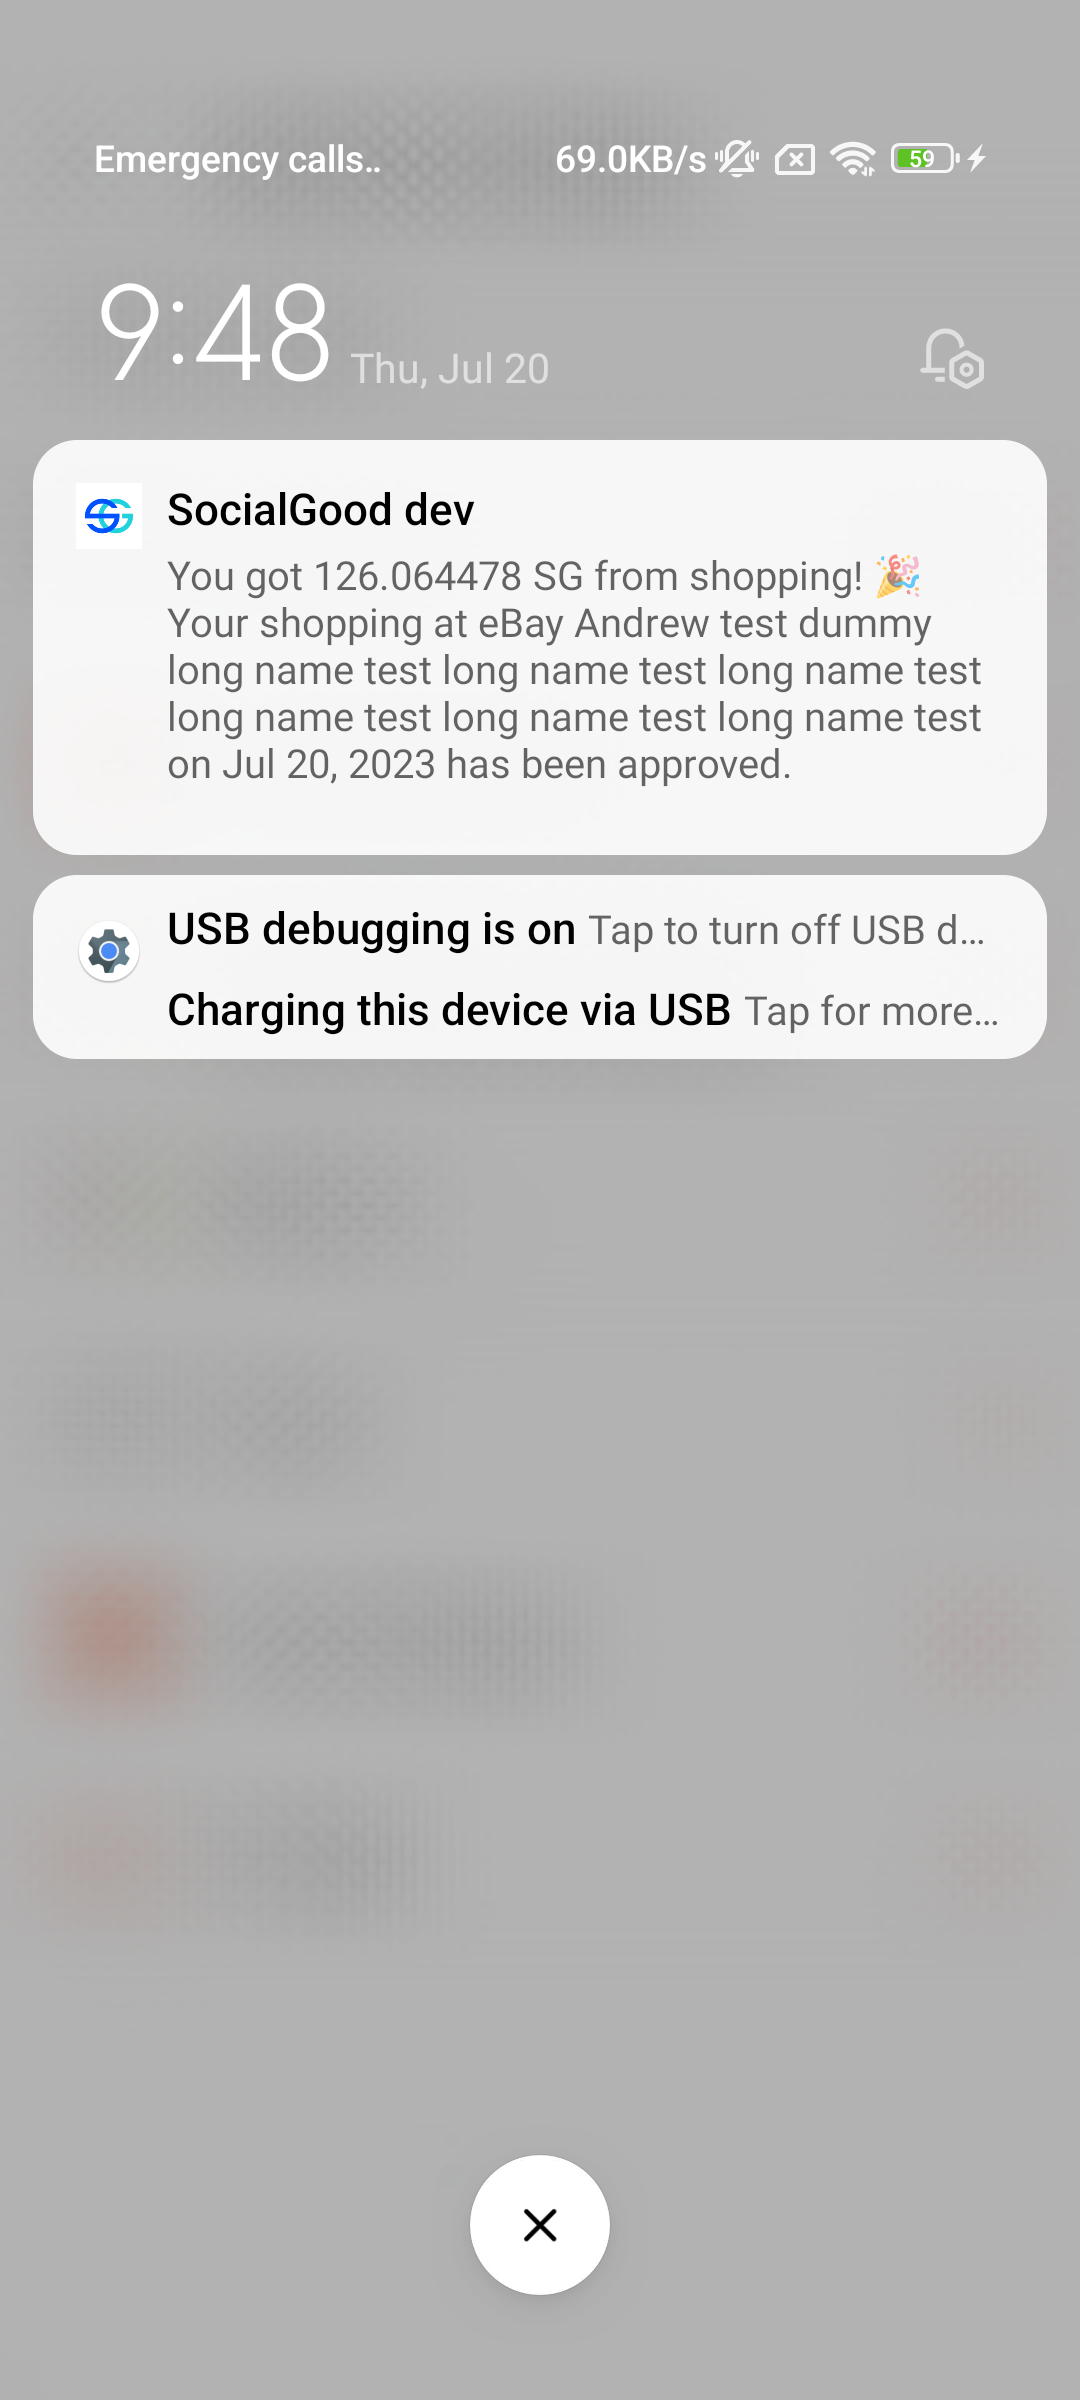 Emergency calls.. 69.0KB/s 59
9:48 Thu, Jul 20
SocialGood dev
You got 126.064478 SG from shopping! 🎉
Your shopping at eBay Andrew test dummy
long name test long name test long name test
long name test long name test long name test
on Jul 20, 2023 has been approved.
USB debugging is on Tap to turn off USB d...
Charging this device via USB Tap for more...